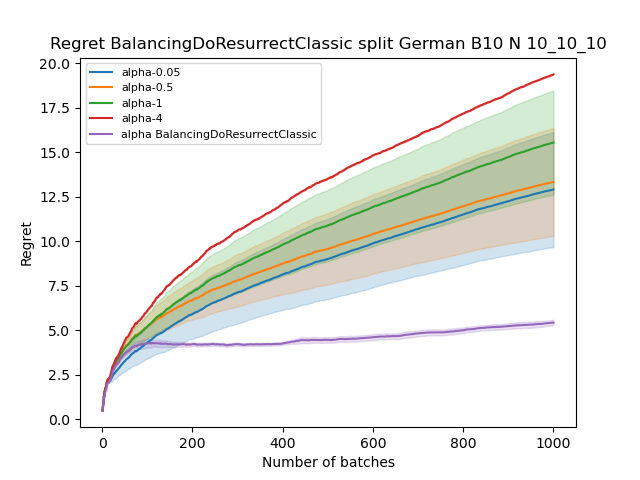 Regret BalancingDoResurrectClassic split German B10 N 10_10_10
20.0
17.5
15.0
12.5
10.0
7.5
5.0
2.5
0.0
Regret
alpha-0.05
alpha-0.5
alpha-1
alpha-4
alpha BalancingDoResurrectClassic
0 200 400 600 800 1000
Number of batches